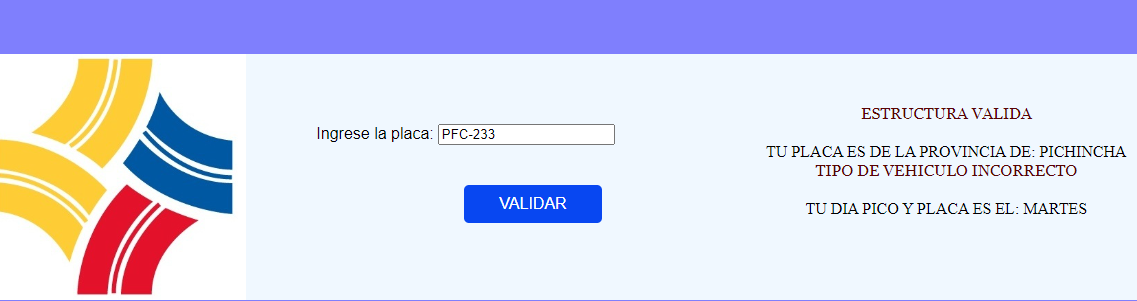 Ingrese la placa: PFC-233
VALIDAR
ESTRUCTURA VALIDA
TU PLACA ES DE LA PROVINCIA DE: PICHINCHA
TIPO DE VEHICULO INCORRECTO
TU DIA PICO Y PLACA ES EL: MARTES